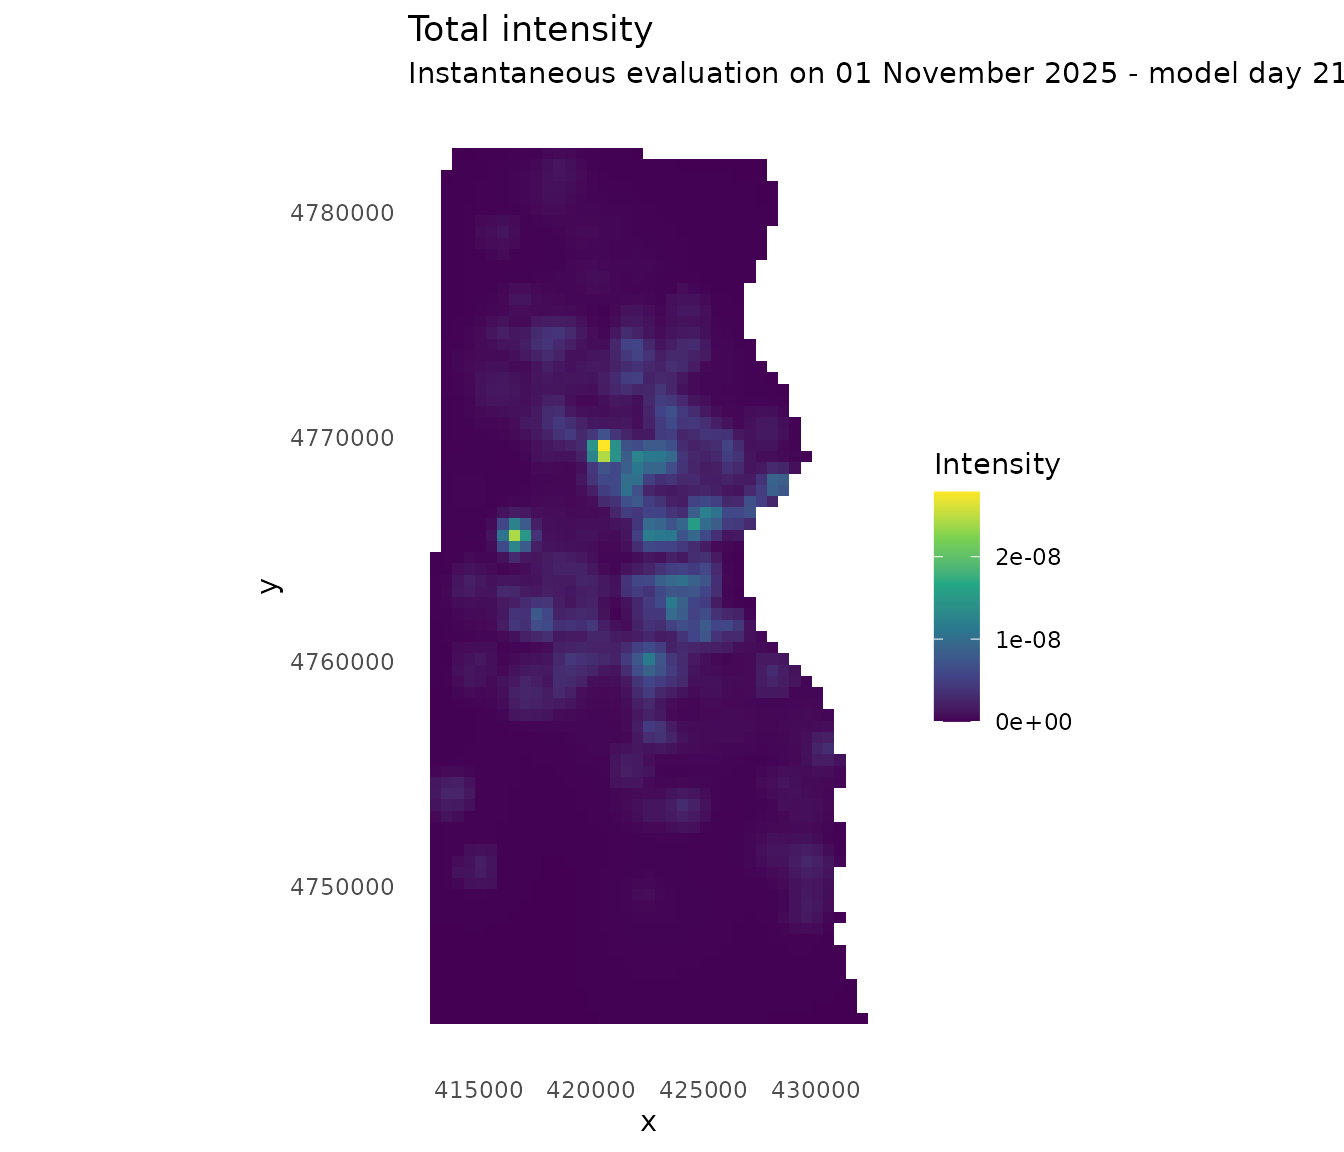 Total intensity
Instantaneous evaluation on 01 November 2025 - model day 21
4780000
4770000
4760000
4750000
y
415000 420000 425000 430000
x
Intensity
2e-08
1e-08
0e+00